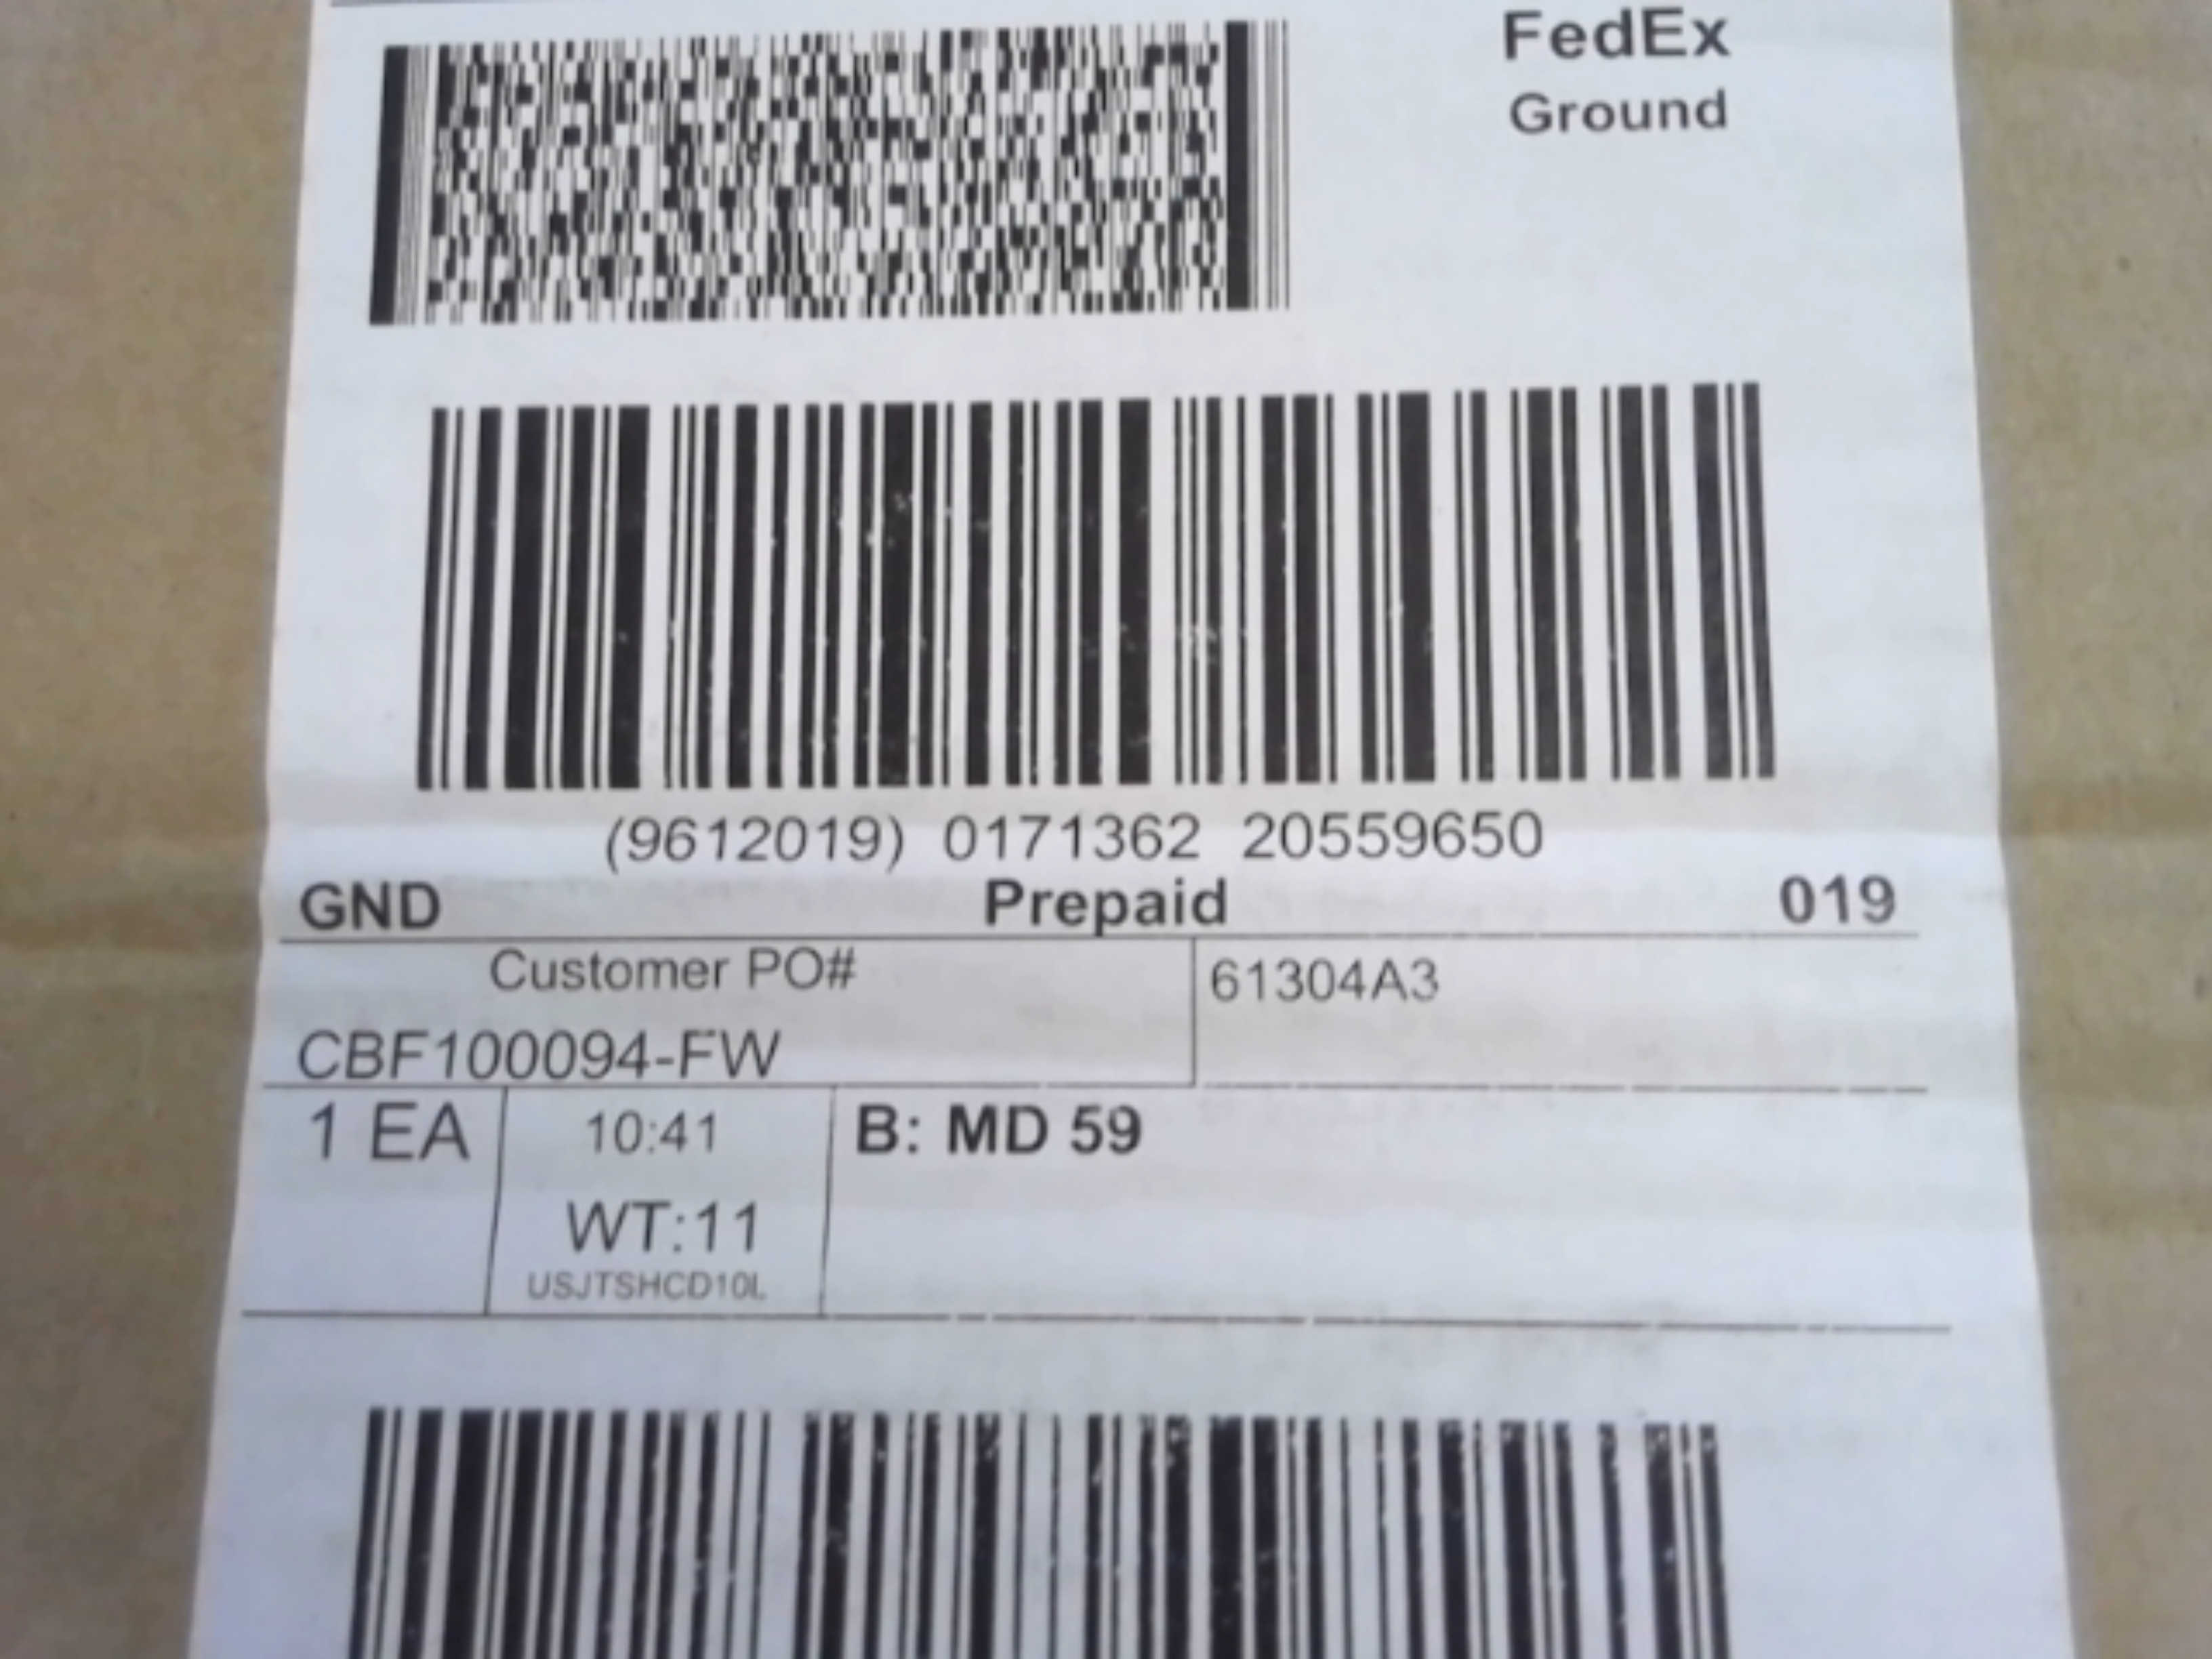 FedEx
Ground
(9612019) 0171362 20559650
GND Prepaid 019
Customer PO# 61304A3
CBF100094-FW
1 EA 10:41 B: MD 59
WT:11
USJTSHCD10L